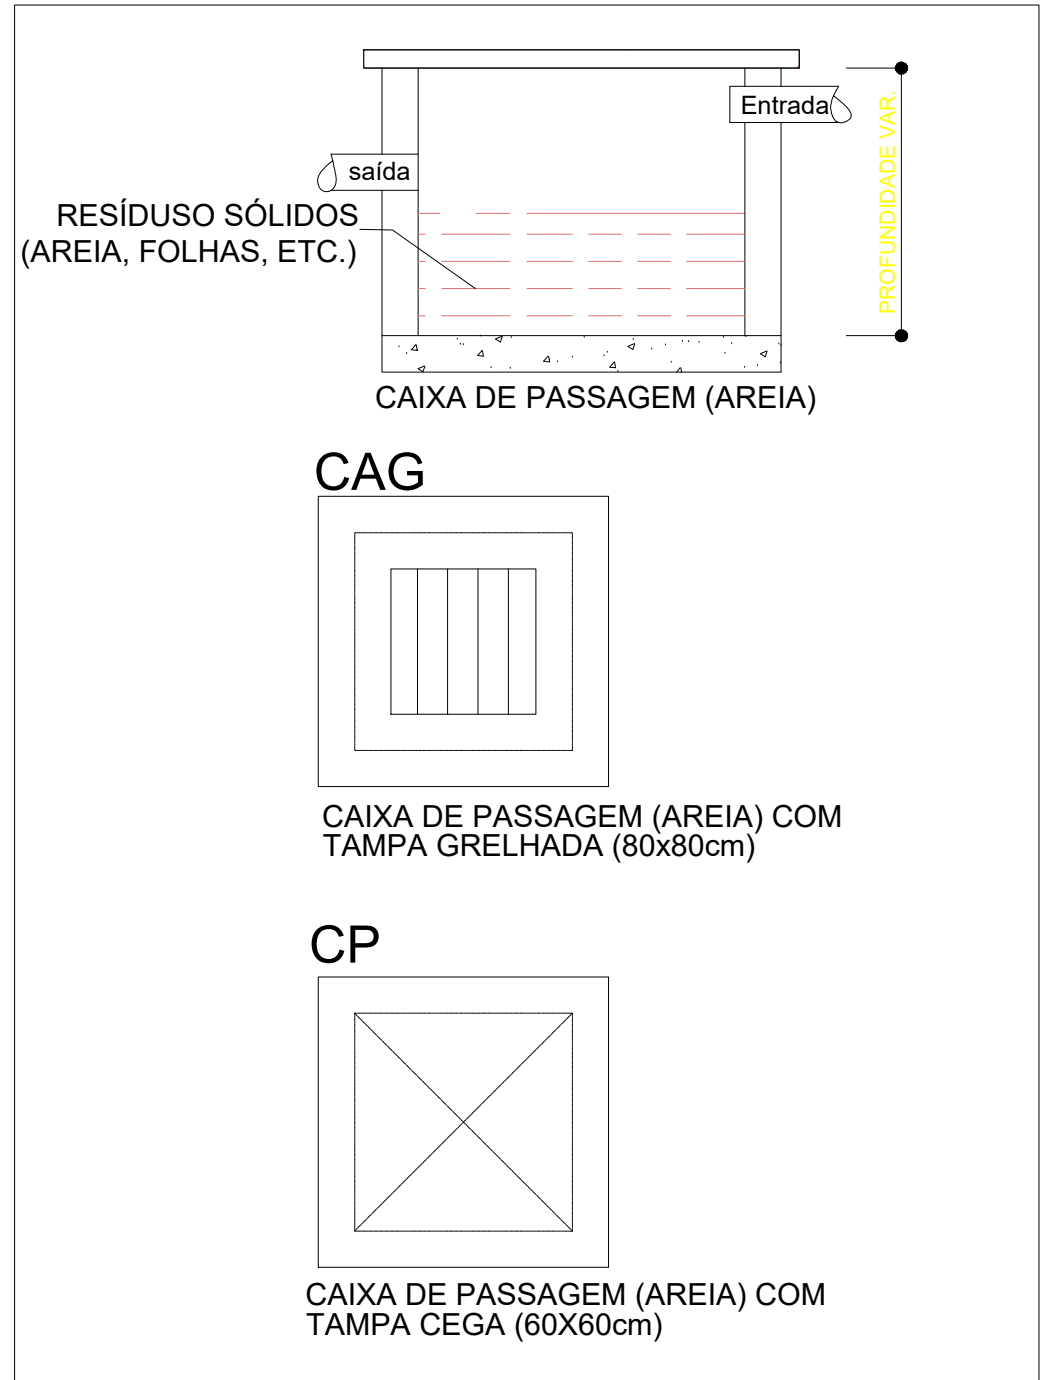 Entrada
saída
PROFUNDIDADE VAR.
RESÍDUSO SÓLIDOS
(AREIA, FOLHAS, ETC.)
CAIXA DE PASSAGEM (AREIA)
CAG
CAIXA DE PASSAGEM (AREIA) COM
TAMPA GRELHADA (80x80cm)
CP
CAIXA DE PASSAGEM (AREIA) COM
TAMPA CEGA (60X60cm)